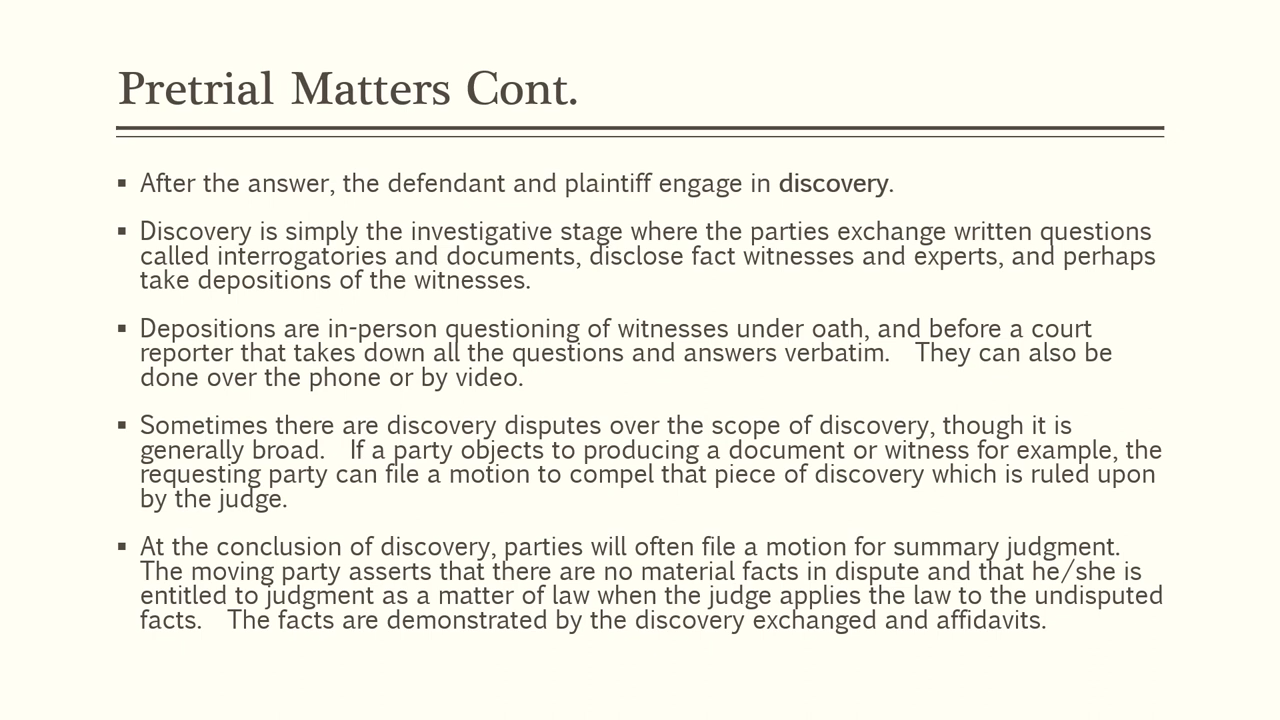 Pretrial Matters Cont.
▪ After the answer, the defendant and plaintiff engage in discovery.
▪ Discovery is simply the investigative stage where the parties exchange written questions
called interrogatories and documents, disclose fact witnesses and experts, and perhaps
take depositions of the witnesses.
▪ Depositions are in-person questioning of witnesses under oath, and before a court
reporter that takes down all the questions and answers verbatim.   They can also be
done over the phone or by video.
▪ Sometimes there are discovery disputes over the scope of discovery, though it is
generally broad.   If a party objects to producing a document or witness for example, the
requesting party can file a motion to compel that piece of discovery which is ruled upon
by the judge.
▪ At the conclusion of discovery, parties will often file a motion for summary judgment.
The moving party asserts that there are no material facts in dispute and that he/she is
entitled to judgment as a matter of law when the judge applies the law to the undisputed
facts.   The facts are demonstrated by the discovery exchanged and affidavits.